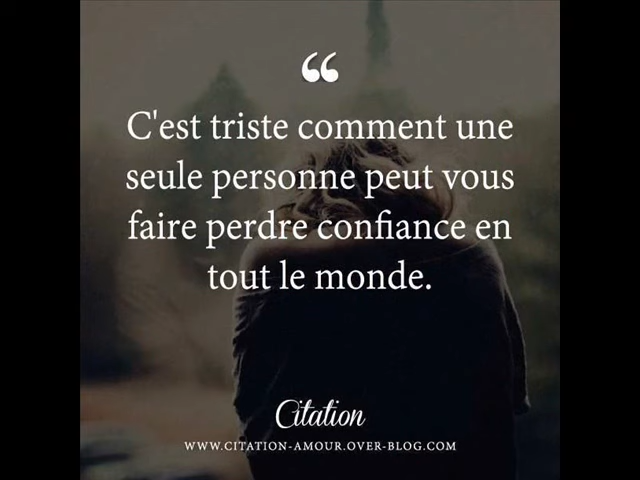 “
C'est triste comment une
seule personne peut vous
faire perdre confiance en
tout le monde.
Citation
WWW.CITATION-AMOUR.OVER-BLOG.COM